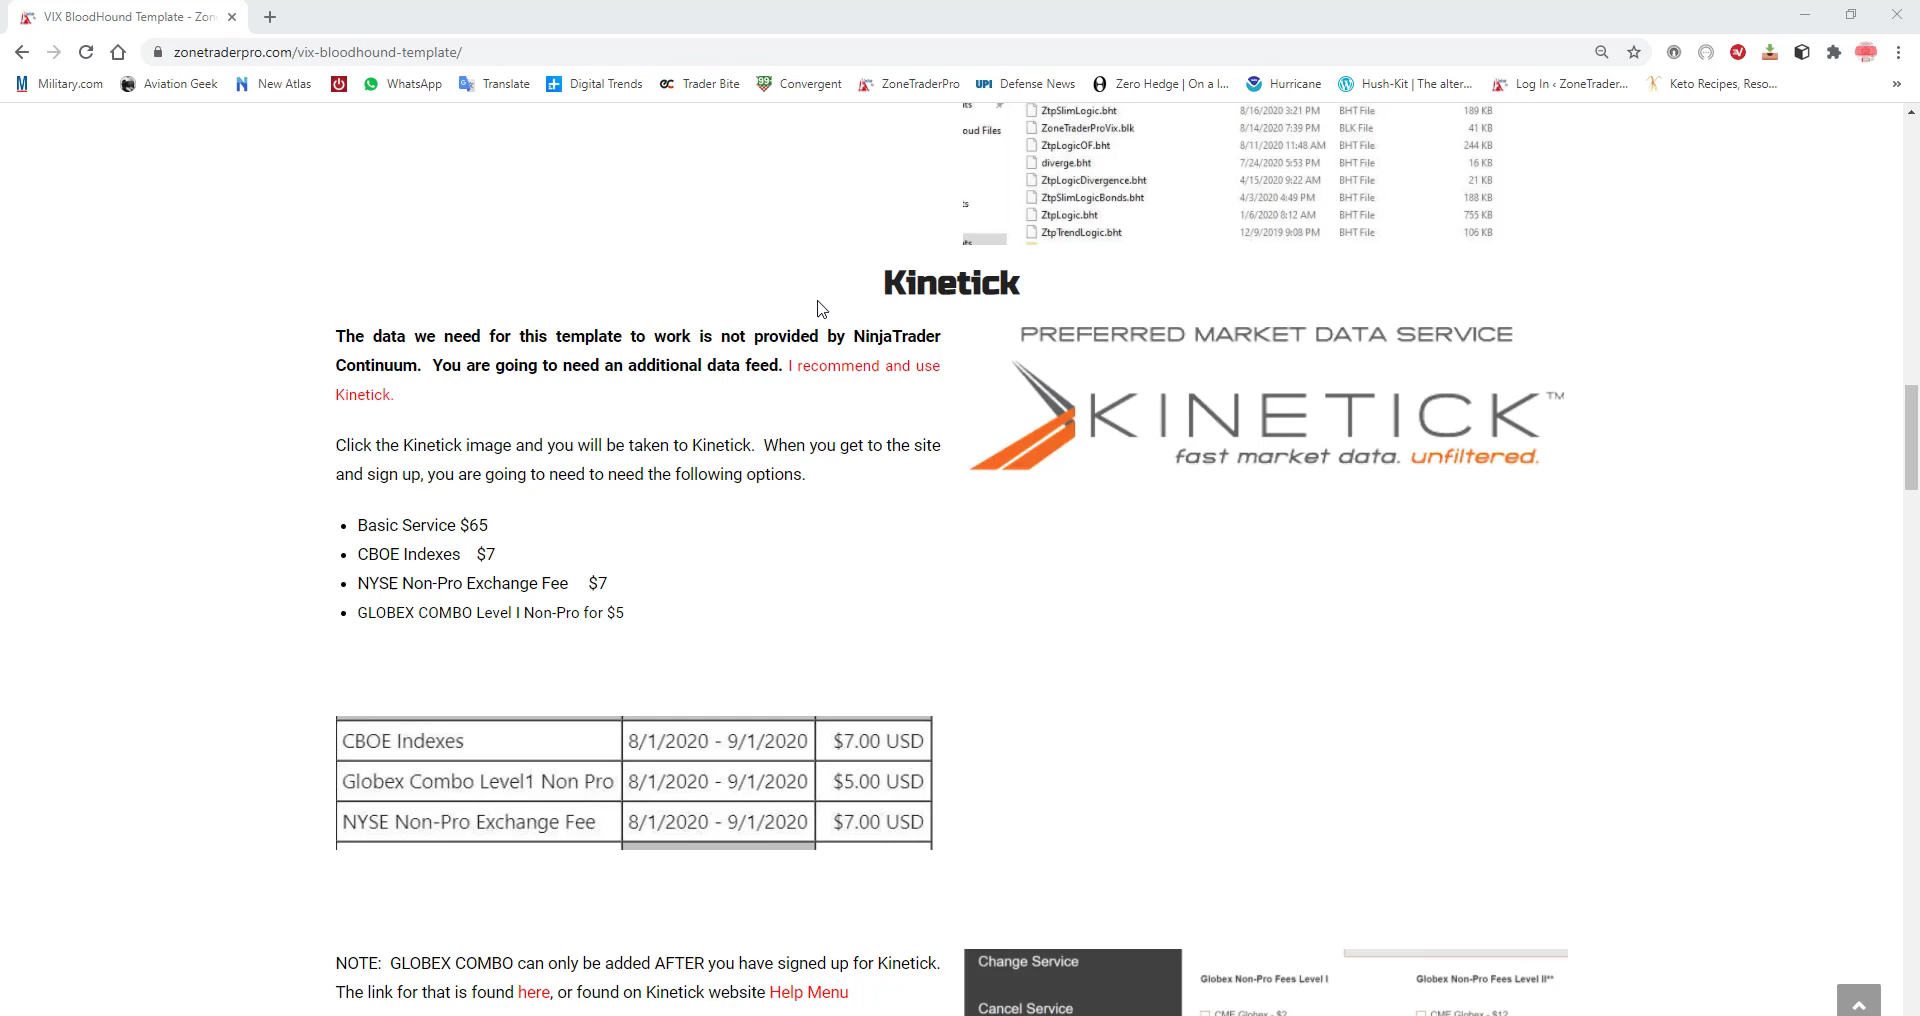 VIX BloodHound Template - Zon
zonetraderpro.com/vix-bloodhound-template/
Military.com Aviation Geek New Atlas WhatsApp Translate Digital Trends Trader Bite Convergent ZoneTraderPro UPI Defense News Zero Hedge | On a l... Hurricane Hush-Kit | The alter... Log In ‹ ZoneTrader... Keto Recipes, Reso... »
ZtpSlimLogic.bht 8/16/2020 3:21 PM BHT File 189 KB
oud Files ZoneTraderProVix.blk 8/14/2020 7:39 PM BLK File 41 KB
ZtpLogicOF.bht 8/11/2020 11:48 AM BHT File 244 KB
diverge.bht 7/24/2020 5:53 PM BHT File 16 KB
ZtpLogicDivergence.bht 4/15/2020 9:22 AM BHT File 21 KB
ZtpSlimLogicBonds.bht 4/3/2020 4:49 PM BHT File 188 KB
ZtpLogic.bht 1/6/2020 8:12 AM BHT File 755 KB
ZtpTrendLogic.bht 12/9/2019 9:08 PM BHT File 106 KB
Kinetick
The data we need for this template to work is not provided by NinjaTrader
Continuum. You are going to need an additional data feed. I recommend and use
Kinetick.
PREFERRED MARKET DATA SERVICE
KINETICK™
fast market data. unfiltered.
Click the Kinetick image and you will be taken to Kinetick. When you get to the site
and sign up, you are going to need to need the following options.
• Basic Service $65
• CBOE Indexes $7
• NYSE Non-Pro Exchange Fee $7
• GLOBEX COMBO Level I Non-Pro for $5
CBOE Indexes 8/1/2020 - 9/1/2020 $7.00 USD
Globex Combo Level1 Non Pro 8/1/2020 - 9/1/2020 $5.00 USD
NYSE Non-Pro Exchange Fee 8/1/2020 - 9/1/2020 $7.00 USD
NOTE: GLOBEX COMBO can only be added AFTER you have signed up for Kinetick.
The link for that is found here, or found on Kinetick website Help Menu
Change Service
Cancel Service
Globex Non-Pro Fees Level I Globex Non-Pro Fees Level II**
CME Globex - $2 CME Globex - $12